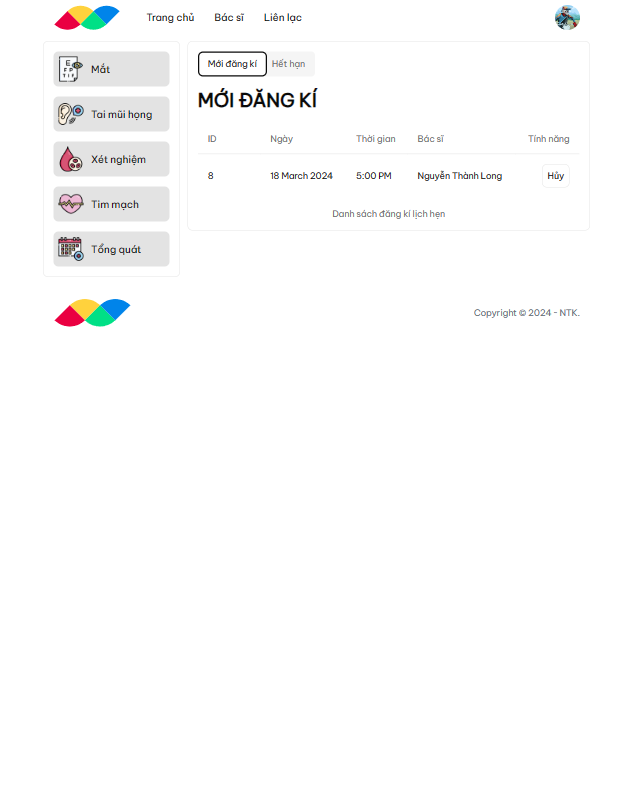 Trang chủ Bác sĩ Liên lạc
Mắt
Tai mũi họng
Xét nghiệm
Tim mạch
Tổng quát
Mới đăng kí Hết hạn
MỚI ĐĂNG KÍ
ID Ngày Thời gian Bác sĩ Tính năng
8 18 March 2024 5:00 PM Nguyễn Thành Long Hủy
Danh sách đăng kí lịch hẹn
Copyright © 2024 - NTK.